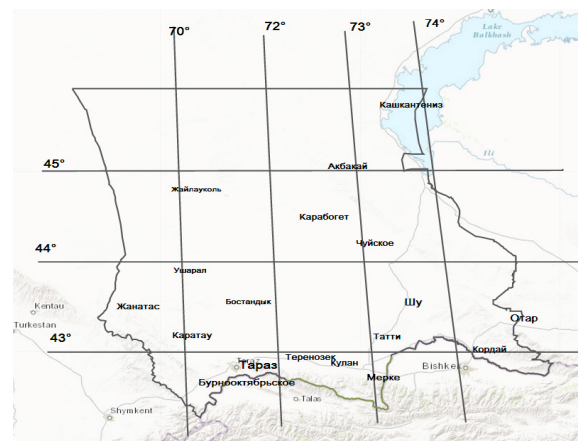 70°
72°
73°
74°
Lake
Balkhash
Кашкантениз
Ili
45°
Акбакай
Жайлауколь
Карабогет
Чуйское
44°
Ушарал
Бостандык
Шу
Kentau
Жанатас
Отар
Turkestan
Каратау
Татти
43°
Теренозек
Кулан
Кордай
Taraz
Тараз
Bishkek
Бурнооктябрьское
Мерке
Talas
Shymkent